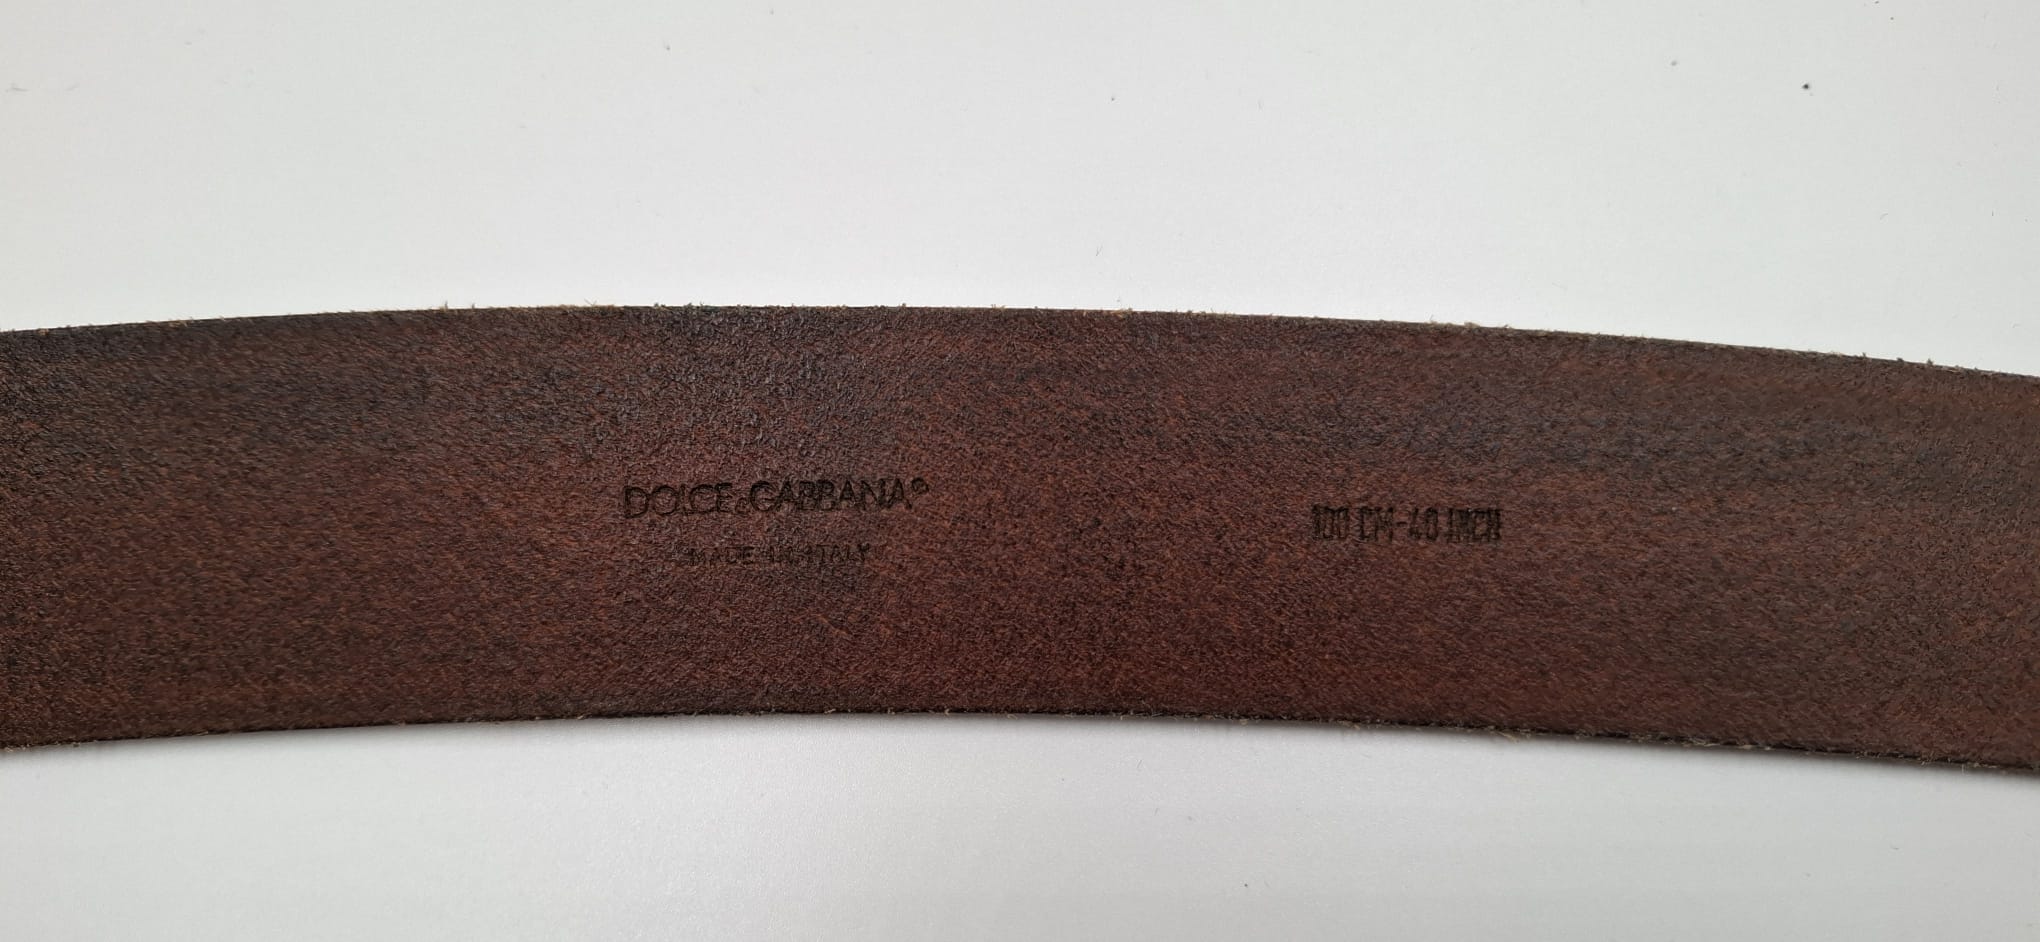 DOLCE&GABBANA®
MADE IN ITALY
100 CM-40 INCH